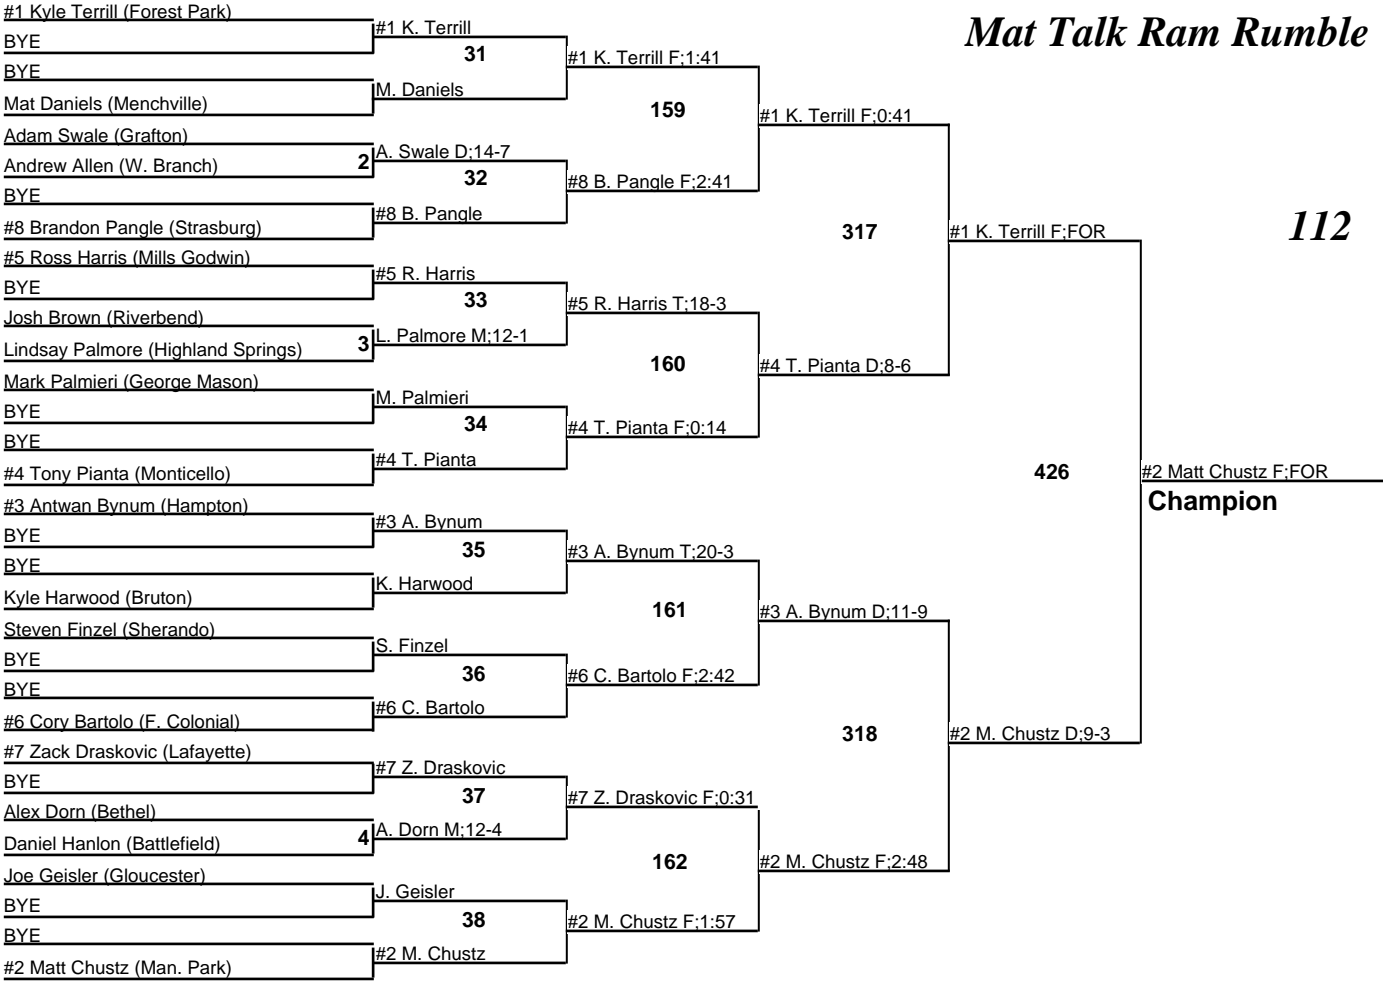 Mat Talk Ram Rumble
112
#1 Kyle Terrill (Forest Park)
BYE
BYE
Mat Daniels (Menchville)
Adam Swale (Grafton)
Andrew Allen (W. Branch)
2
BYE
#8 Brandon Pangle (Strasburg)
#5 Ross Harris (Mills Godwin)
BYE
Josh Brown (Riverbend)
Lindsay Palmore (Highland Springs)
3
Mark Palmieri (George Mason)
BYE
BYE
#4 Tony Pianta (Monticello)
#3 Antwan Bynum (Hampton)
BYE
BYE
Kyle Harwood (Bruton)
Steven Finzel (Sherando)
BYE
BYE
#6 Cory Bartolo (F. Colonial)
#7 Zack Draskovic (Lafayette)
BYE
Alex Dorn (Bethel)
Daniel Hanlon (Battlefield)
4
Joe Geisler (Gloucester)
BYE
BYE
#2 Matt Chustz (Man. Park)
#1 K. Terrill
31
M. Daniels
A. Swale D;14-7
32
#8 B. Pangle
#5 R. Harris
33
L. Palmore M;12-1
M. Palmieri
34
#4 T. Pianta
#3 A. Bynum
35
K. Harwood
S. Finzel
36
#6 C. Bartolo
#7 Z. Draskovic
37
A. Dorn M;12-4
J. Geisler
38
#2 M. Chustz
#1 K. Terrill F;1:41
159
#8 B. Pangle F;2:41
#5 R. Harris T;18-3
160
#4 T. Pianta F;0:14
#3 A. Bynum T;20-3
161
#6 C. Bartolo F;2:42
#7 Z. Draskovic F;0:31
162
#2 M. Chustz F;1:57
#1 K. Terrill F;0:41
317
#4 T. Pianta D;8-6
#3 A. Bynum D;11-9
318
#2 M. Chustz F;2:48
#1 K. Terrill F;FOR
426
#2 M. Chustz D;9-3
#2 Matt Chustz F;FOR
Champion